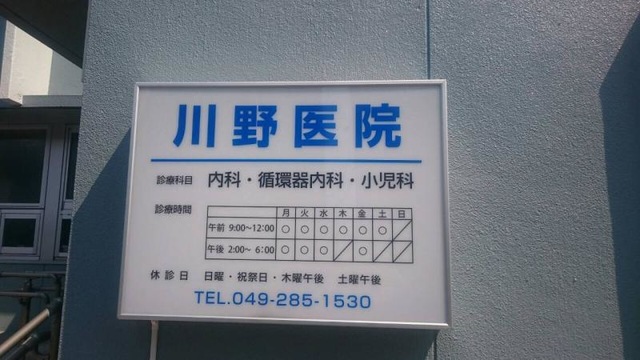 川野医院
診療科目 内科・循環器内科・小児科
診療時間
月 火 水 木 金 土 日
午前 9:00~12:00 ○ ○ ○ ○ ○ ○ ／
午後 2:00~ 6:00 ○ ○ ○ ／ ○ ／ ／
休診日 日曜・祝祭日・木曜午後 土曜午後
TEL.049-285-1530